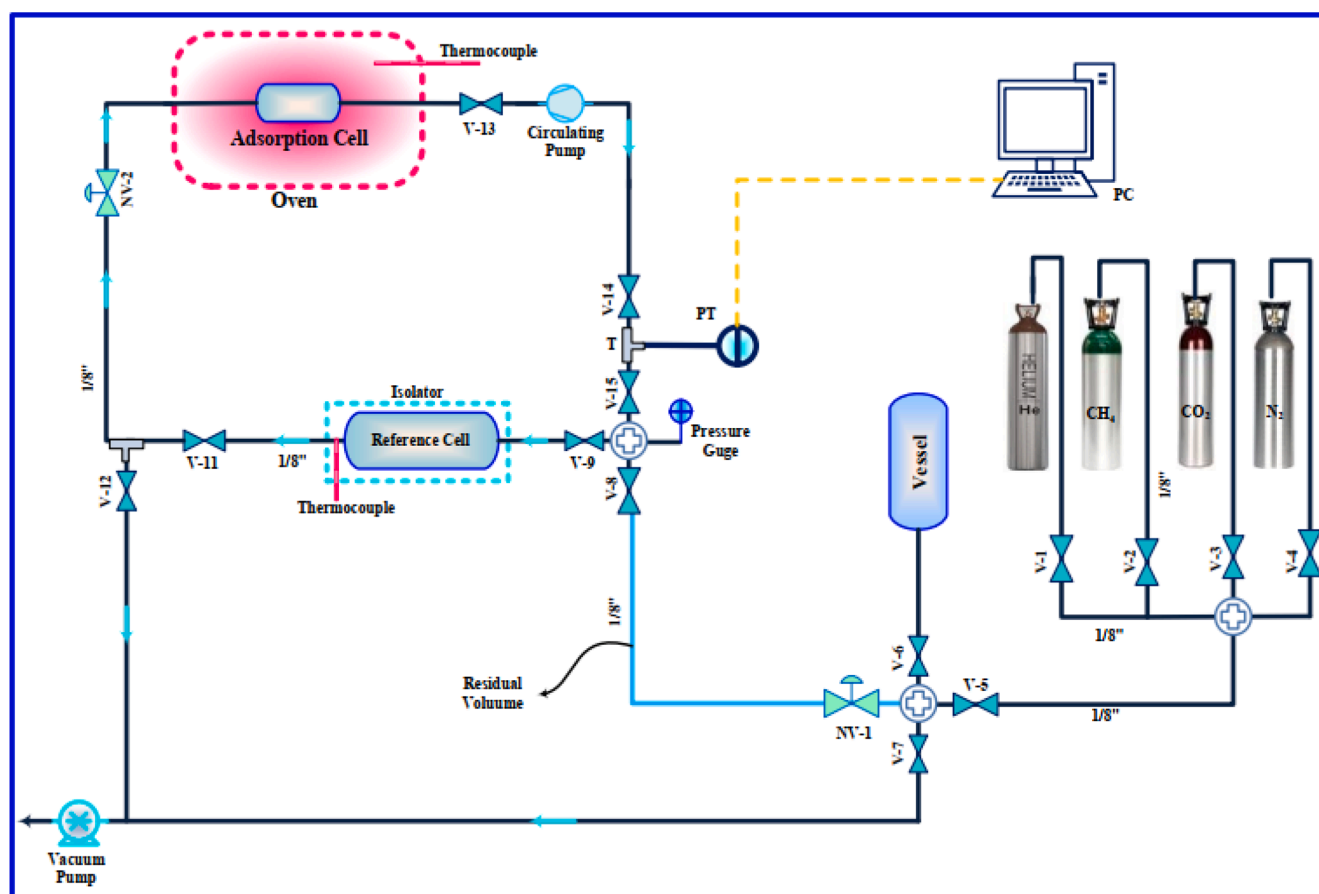 Thermocouple
Adsorption Cell
V-13
Circulating
Pump
Oven
NV-2
PC
V-14
PT
T
HELIUM
He
CH₄
CO₂
N₂
1/8"
V-15
Isolator
Reference Cell
Pressure
Guge
V-11
1/8"
V-9
Thermocouple
V-12
V-8
Vessel
1/8"
V-1
V-2
V-3
V-4
1/8"
1/8"
V-6
V-5
1/8"
Residual
Voluume
NV-1
V-7
Vacuum
Pump